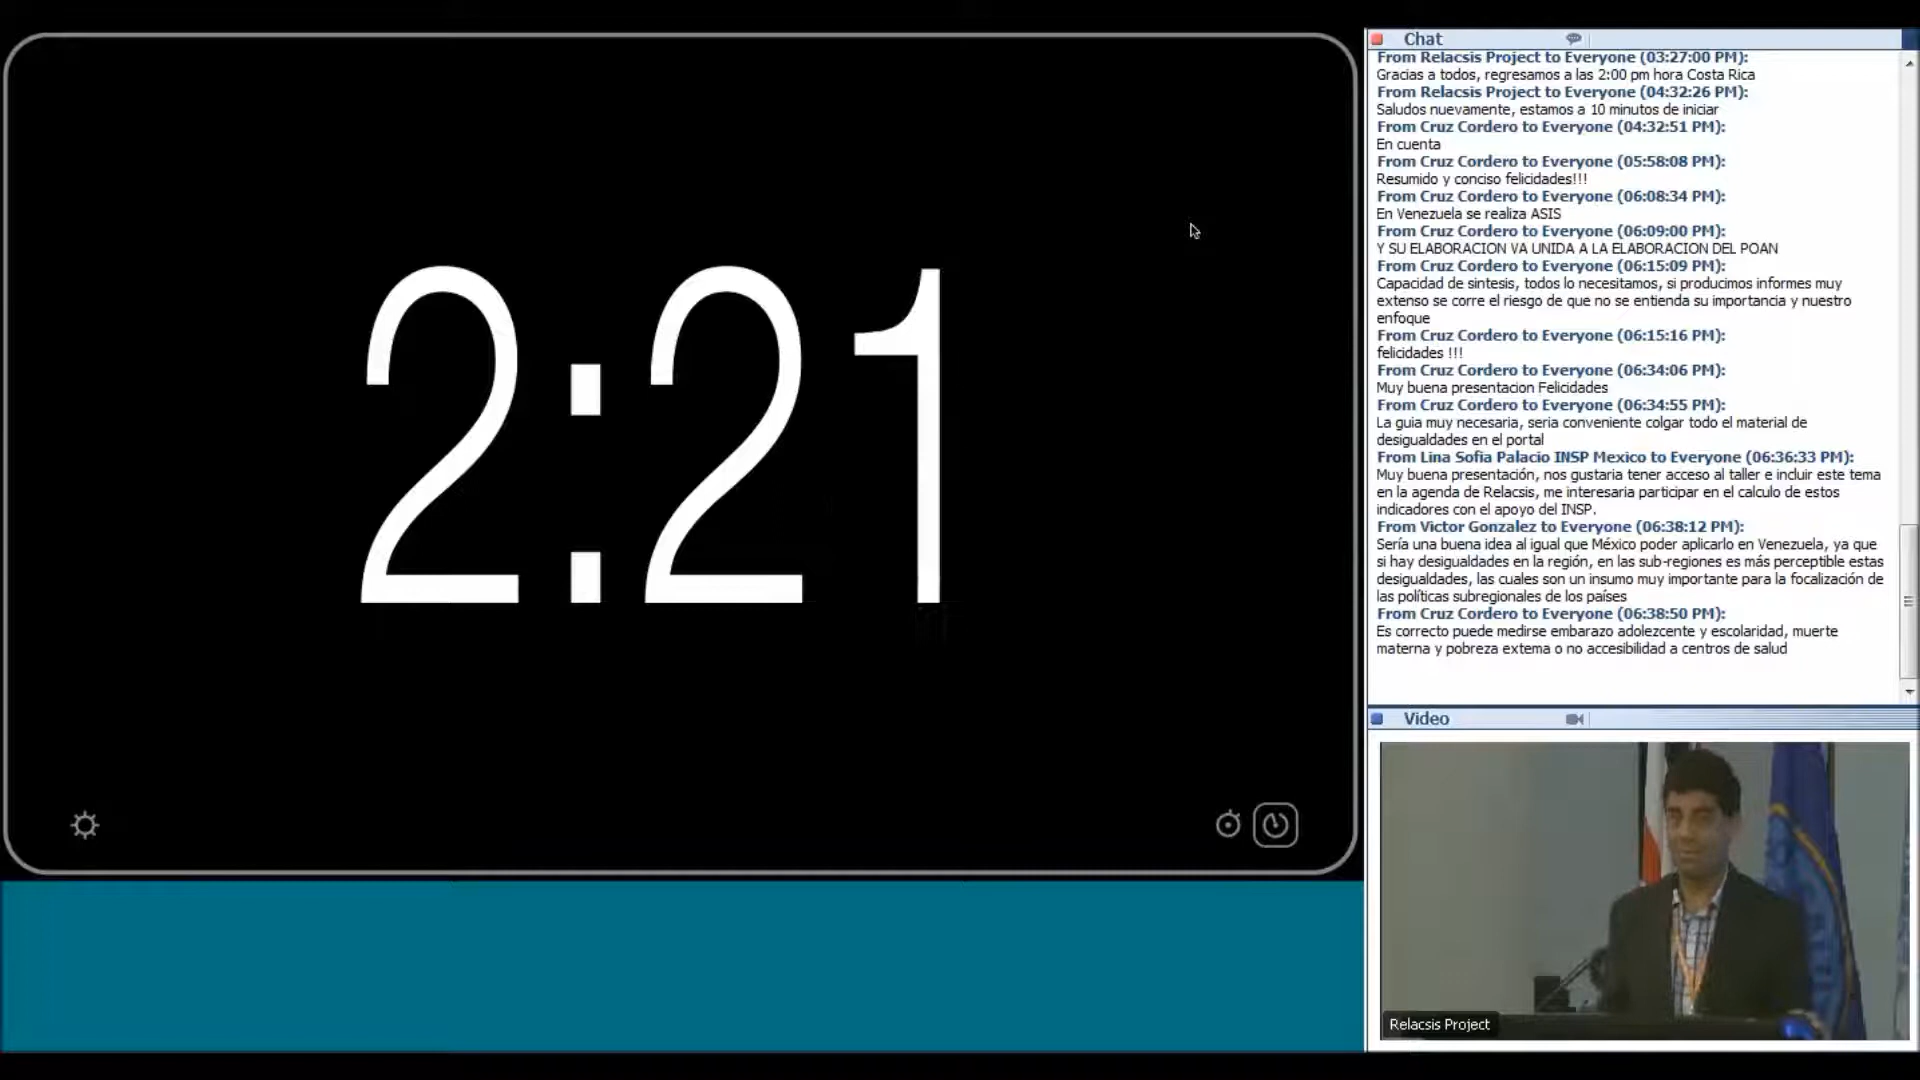 2:21
Chat
From Relacsis Project to Everyone (03:27:00 PM):
Gracias a todos, regresamos a las 2:00 pm hora Costa Rica
From Relacsis Project to Everyone (04:32:26 PM):
Saludos nuevamente, estamos a 10 minutos de iniciar
From Cruz Cordero to Everyone (04:32:51 PM):
En cuenta
From Cruz Cordero to Everyone (05:58:08 PM):
Resumido y conciso felicidades!!!
From Cruz Cordero to Everyone (06:08:34 PM):
En Venezuela se realiza ASIS
From Cruz Cordero to Everyone (06:09:00 PM):
Y SU ELABORACION VA UNIDA A LA ELABORACION DEL POAN
From Cruz Cordero to Everyone (06:15:09 PM):
Capacidad de sintesis, todos lo necesitamos, si producimos informes muy
extenso se corre el riesgo de que no se entienda su importancia y nuestro
enfoque
From Cruz Cordero to Everyone (06:15:16 PM):
felicidades !!!
From Cruz Cordero to Everyone (06:34:06 PM):
Muy buena presentacion Felicidades
From Cruz Cordero to Everyone (06:34:55 PM):
La guia muy necesaria, seria conveniente colgar todo el material de
desigualdades en el portal
From Lina Sofia Palacio INSP Mexico to Everyone (06:36:33 PM):
Muy buena presentación, nos gustaria tener acceso al taller e incluir este tema
en la agenda de Relacsis, me interesaria participar en el calculo de estos
indicadores con el apoyo del INSP.
From Victor Gonzalez to Everyone (06:38:12 PM):
Sería una buena idea al igual que México poder aplicarlo en Venezuela, ya que
si hay desigualdades en la región, en las sub-regiones es más perceptible estas
desigualdades, las cuales son un insumo muy importante para la focalización de
las políticas subregionales de los países
From Cruz Cordero to Everyone (06:38:50 PM):
Es correcto puede medirse embarazo adolezcente y escolaridad, muerte
materna y pobreza extema o no accesibilidad a centros de salud
Video
Relacsis Project